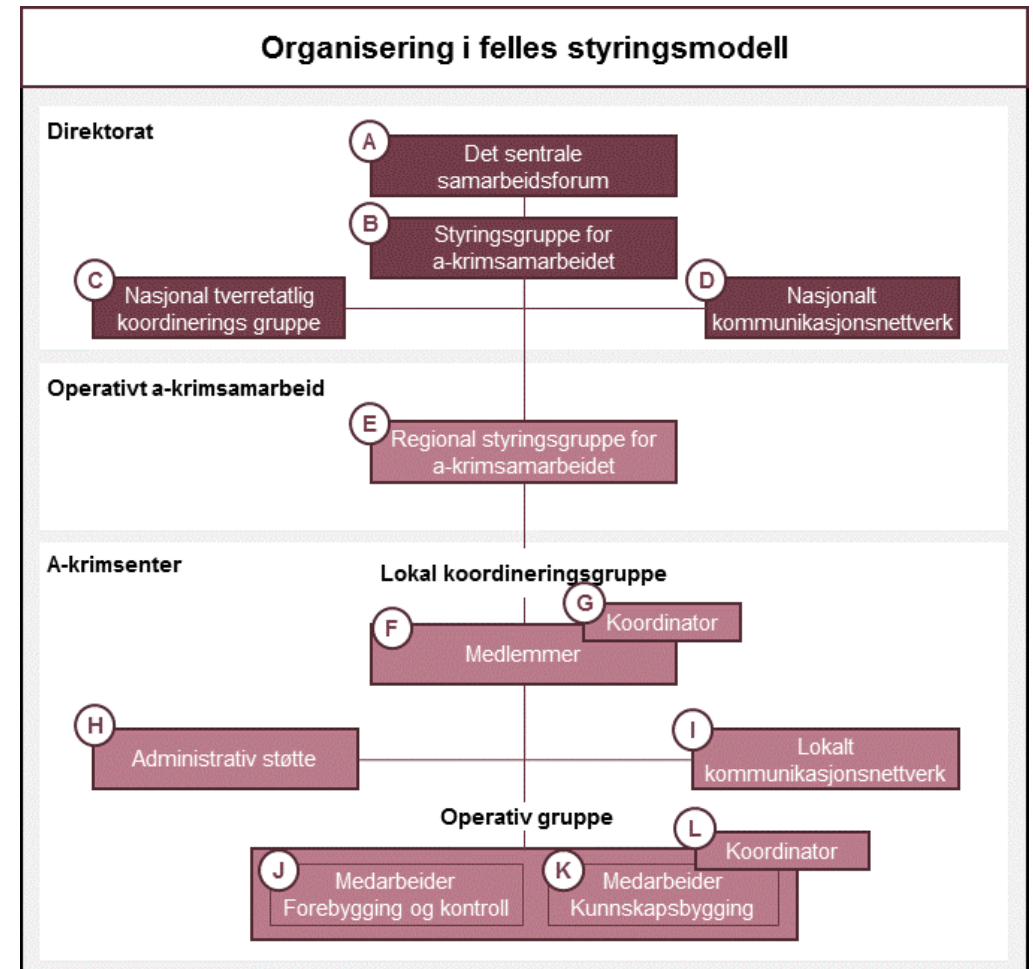 Organisering i felles styringsmodell
Direktorat
A
Det sentrale
samarbeidsforum
B
Styringsgruppe for
a-krimsamarbeidet
C
Nasjonal tverretatlig
koordinerings gruppe
D
Nasjonalt
kommunikasjonsnettverk
Operativt a-krimsamarbeid
E
Regional styringsgruppe for
a-krimsamarbeidet
A-krimsenter
Lokal koordineringsgruppe
G
Koordinator
F
Medlemmer
H
Administrativ støtte
I
Lokalt
kommunikasjonsnettverk
Operativ gruppe
L
Koordinator
J
Medarbeider
Forebygging og kontroll
K
Medarbeider
Kunnskapsbygging